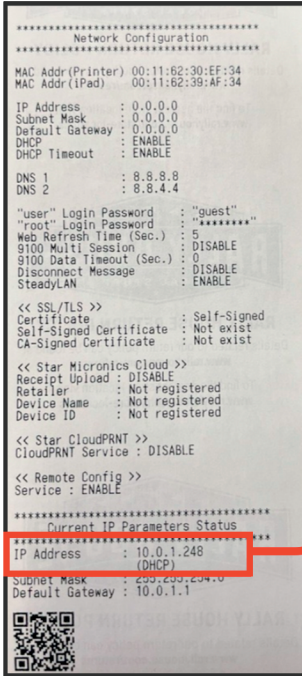 ****************************************
Network Configuration
****************************************
MAC Addr(Printer) 00:11:62:30:EF:34
MAC Addr(iPad) 00:11:62:39:AF:34
IP Address : 0.0.0.0
Subnet Mask : 0.0.0.0
Default Gateway : 0.0.0.0
DHCP : ENABLE
DHCP Timeout : ENABLE
DNS 1 : 8.8.8.8
DNS 2 : 8.8.4.4
"user" Login Password : "guest"
"root" Login Password : "********"
Web Refresh Time (Sec.) : 5
9100 Multi Session : DISABLE
9100 Data Timeout (Sec.) : 0
Disconnect Message : DISABLE
SteadyLAN : ENABLE
<< SSL/TLS >>
Certificate : Self-Signed
Self-Signed Certificate : Not exist
CA-Signed Certificate : Not exist
<< Star Micronics Cloud >>
Receipt Upload : DISABLE
Retailer : Not registered
Device Name : Not registered
Device ID : Not registered
<< Star CloudPRNT >>
CloudPRNT Service : DISABLE
<< Remote Config >>
Service : ENABLE
****************************************
Current IP Parameters Status
****************************************
IP Address : 10.0.1.248
(DHCP)
Subnet Mask : 255.255.254.0
Default Gateway : 10.0.1.1